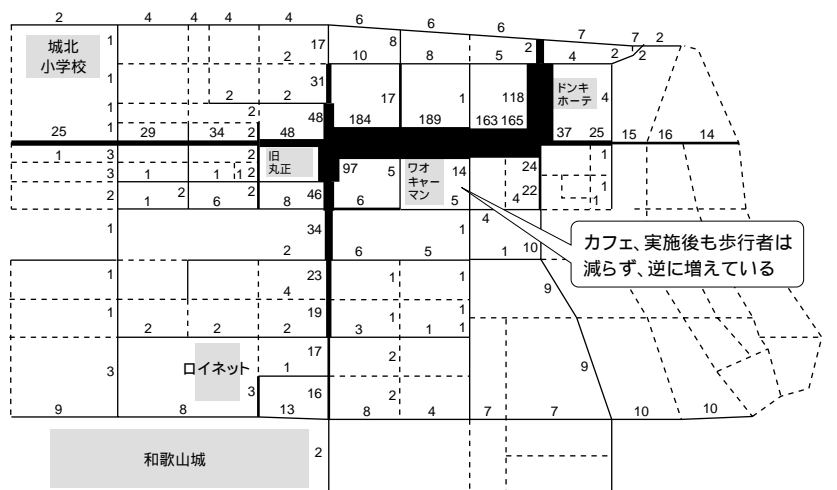 2 4 4 4 4 6 6 6 7 7 2
城北
小学校
1 17 8 2 2
2 10 8 5 4
1 31 ドンキ
ホーテ
17 1 118 4
2 2
1 2 48 184 189 163 165
1
25 29 34 2 48 37 25 15 16 14
1 3 2 旧
丸正
97 5 ワオ
キャー
マン
14 24 1
3 1 1 1 2
2 2 2 46 22 1
1 6 8 6 5 4 1
1 34 1 4
2 6 5 1 10
カフェ、実施後も歩行者は
減らず、逆に増えている
1 23 1 9
4
1 19 1 1
2 2 2 3 1 1
17 2
3 ロイネット 1 9
3 16 2
9 8 13 8 4 7 7 10 10
和歌山城 2